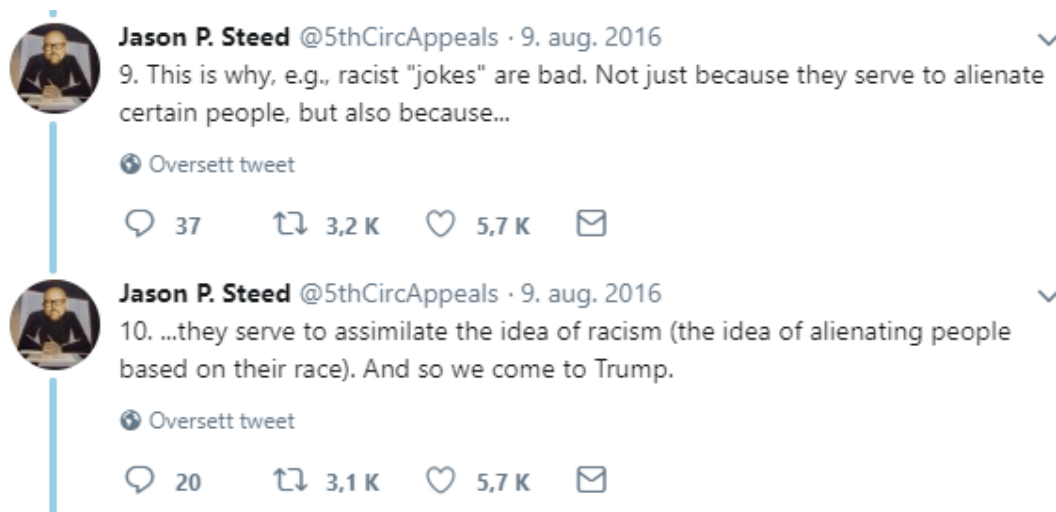 Jason P. Steed @5thCircAppeals · 9. aug. 2016
9. This is why, e.g., racist "jokes" are bad. Not just because they serve to alienate
certain people, but also because...
Oversett tweet
37 3,2 K 5,7 K
Jason P. Steed @5thCircAppeals · 9. aug. 2016
10. ...they serve to assimilate the idea of racism (the idea of alienating people
based on their race). And so we come to Trump.
Oversett tweet
20 3,1 K 5,7 K